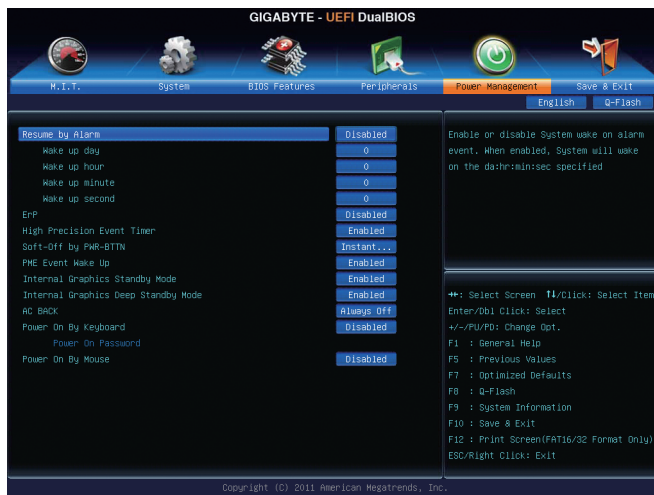 GIGABYTE - UEFI DualBIOS
M.I.T. System BIOS Features Peripherals Power Management Save & Exit
English Q-Flash
Resume by Alarm Disabled
Wake up day 0
Wake up hour 0
Wake up minute 0
Wake up second 0
ErP Disabled
High Precision Event Timer Enabled
Soft-Off by PWR-BTTN Instant...
PME Event Wake Up Enabled
Internal Graphics Standby Mode Enabled
Internal Graphics Deep Standby Mode Enabled
AC BACK Always Off
Power On By Keyboard Disabled
Power On Password
Power On By Mouse Disabled
Enable or disable System wake on alarm
event. When enabled, System will wake
on the da:hr:min:sec specified
→←: Select Screen ↑↓/Click: Select Item
Enter/Dbl Click: Select
+/-/PU/PD: Change Opt.
F1 : General Help
F5 : Previous Values
F7 : Optimized Defaults
F8 : Q-Flash
F9 : System Information
F10 : Save & Exit
F12 : Print Screen(FAT16/32 Format Only)
ESC/Right Click: Exit
Copyright (C) 2011 American Megatrends, Inc.